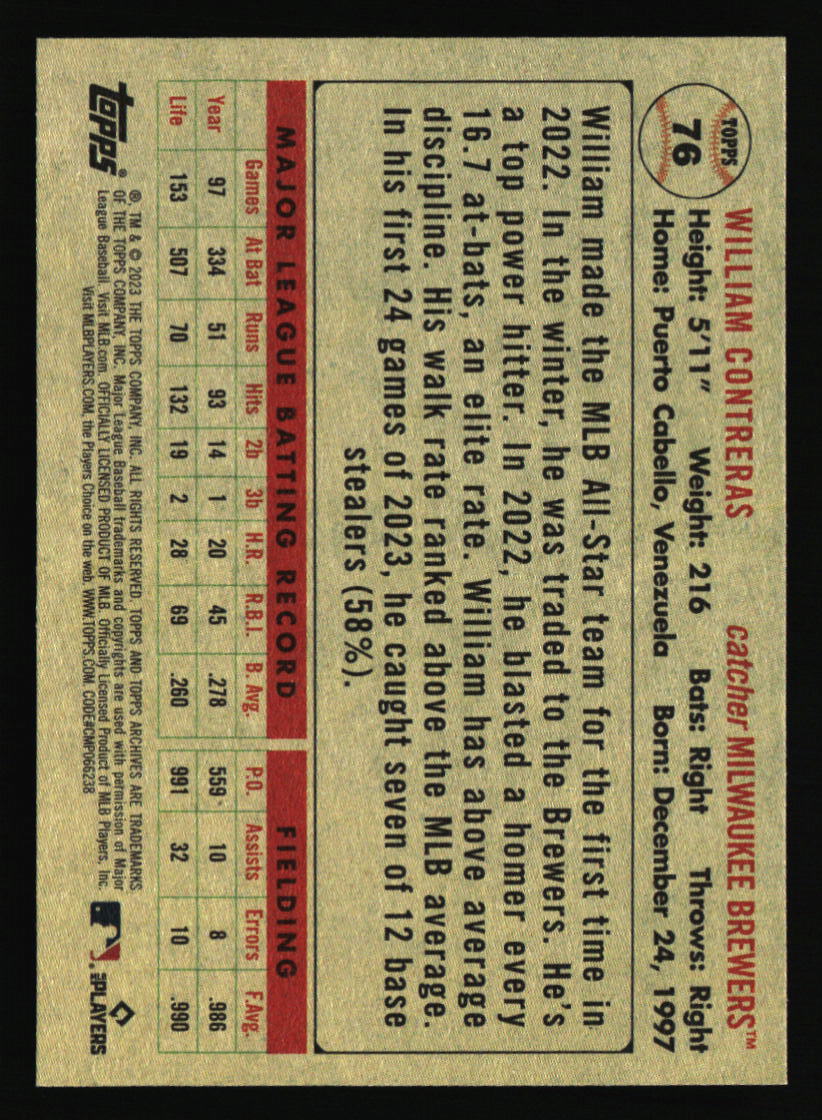 TOPPS
76
WILLIAM CONTRERAS catcher MILWAUKEE BREWERS™
Height: 5'11" Weight: 216 Bats: Right Throws: Right
Home: Puerto Cabello, Venezuela Born: December 24, 1997
William made the MLB All-Star team for the first time in
2022. In the winter, he was traded to the Brewers. He's
a top power hitter. In 2022, he blasted a homer every
16.7 at-bats, an elite rate. William has above average
discipline. His walk rate ranked above the MLB average.
In his first 24 games of 2023, he caught seven of 12 base
stealers (58%).
MAJOR LEAGUE BATTING RECORD FIELDING
Games At Bat Runs Hits 2b 3b H.R. R.B.I. B. Avg. P.O. Assists Errors F.Avg.
Year 97 334 51 93 14 1 20 45 .278 559 10 8 .986
Life 153 507 70 132 19 2 28 69 .260 991 32 10 .990
topps®
®, TM & © 2023 THE TOPPS COMPANY, INC. ALL RIGHTS RESERVED. TOPPS AND TOPPS ARCHIVES ARE TRADEMARKS
OF THE TOPPS COMPANY, INC. Major League Baseball trademarks and copyrights are used with permission of Major
League Baseball. Visit MLB.com. OFFICIALLY LICENSED PRODUCT OF MLB. Officially Licensed Product of MLB Players, Inc.
Visit MLBPLAYERS.COM, the Players Choice on the web. WWW.TOPPS.COM CODE#CMP066238
MLBPLAYERS